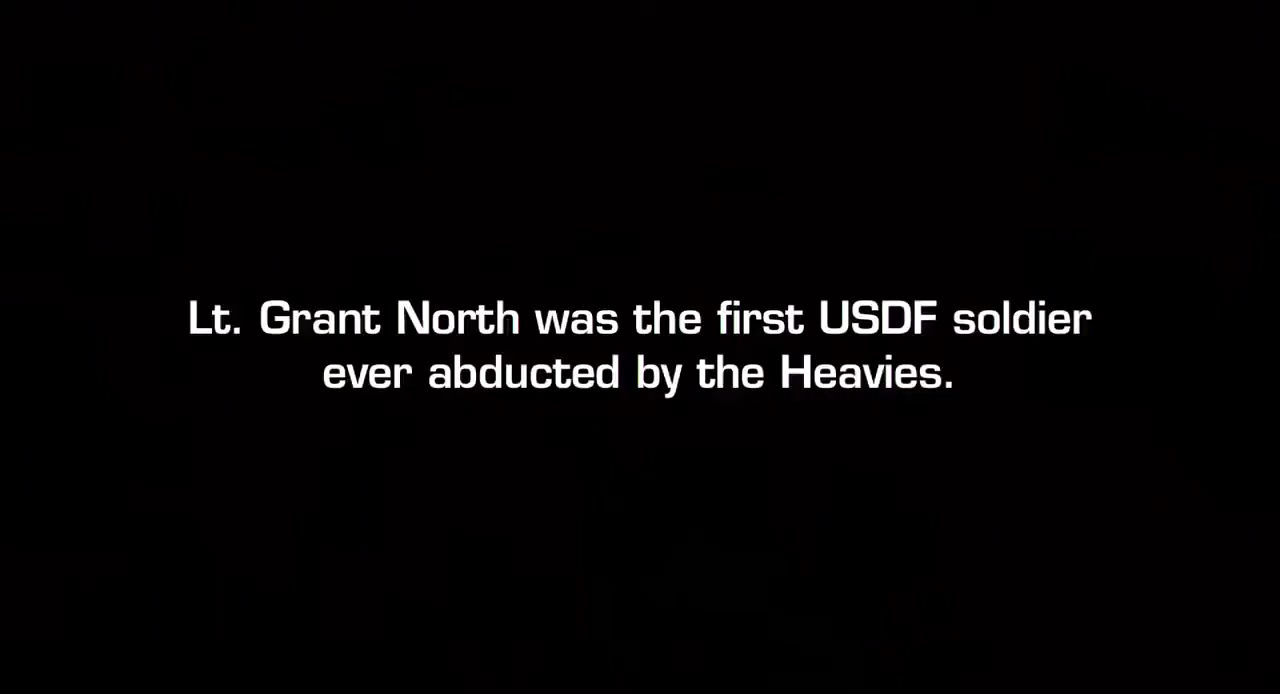 Lt. Grant North was the first USDF soldier
ever abducted by the Heavies.